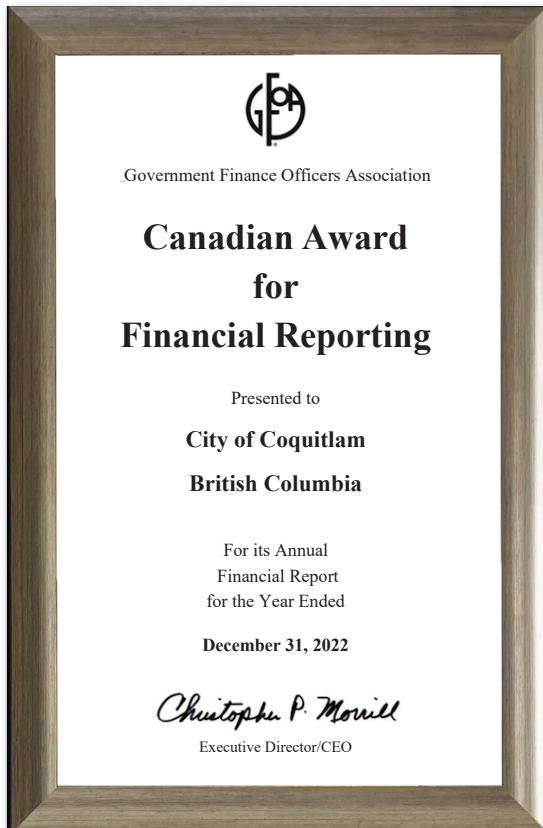 GFOA
Government Finance Officers Association
Canadian Award
for
Financial Reporting
Presented to
City of Coquitlam
British Columbia
For its Annual
Financial Report
for the Year Ended
December 31, 2022
Christopher P. Morrill
Executive Director/CEO